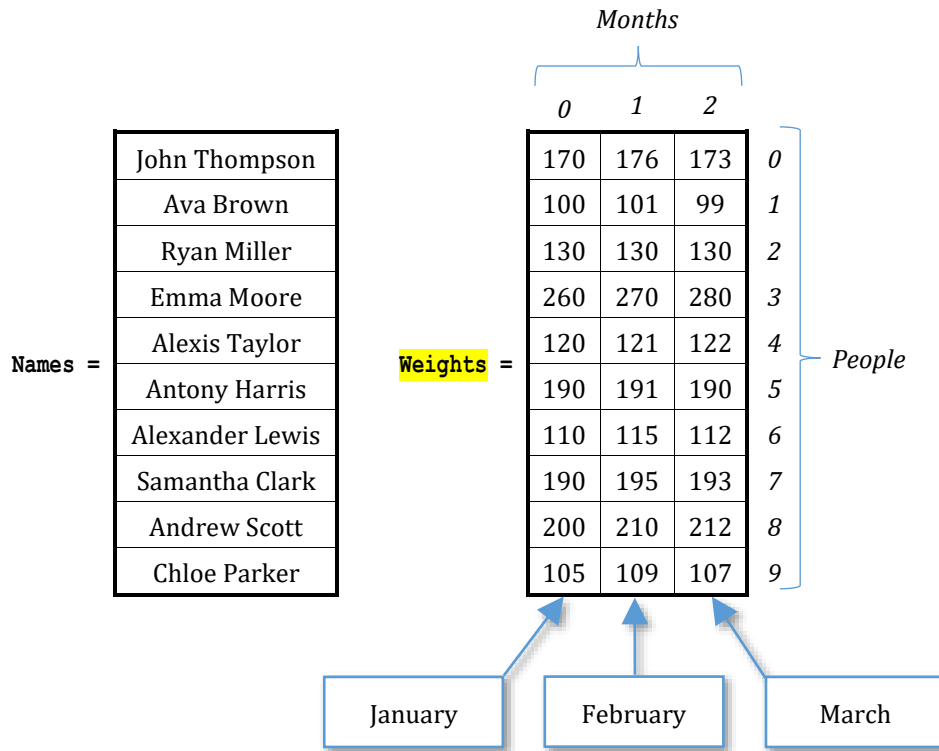 Months
0 1 2
John Thompson 170 176 173 0
Ava Brown 100 101 99 1
Ryan Miller 130 130 130 2
Emma Moore 260 270 280 3
Names = Alexis Taylor Weights = 120 121 122 4 People
Antony Harris 190 191 190 5
Alexander Lewis 110 115 112 6
Samantha Clark 190 195 193 7
Andrew Scott 200 210 212 8
Chloe Parker 105 109 107 9
January February March